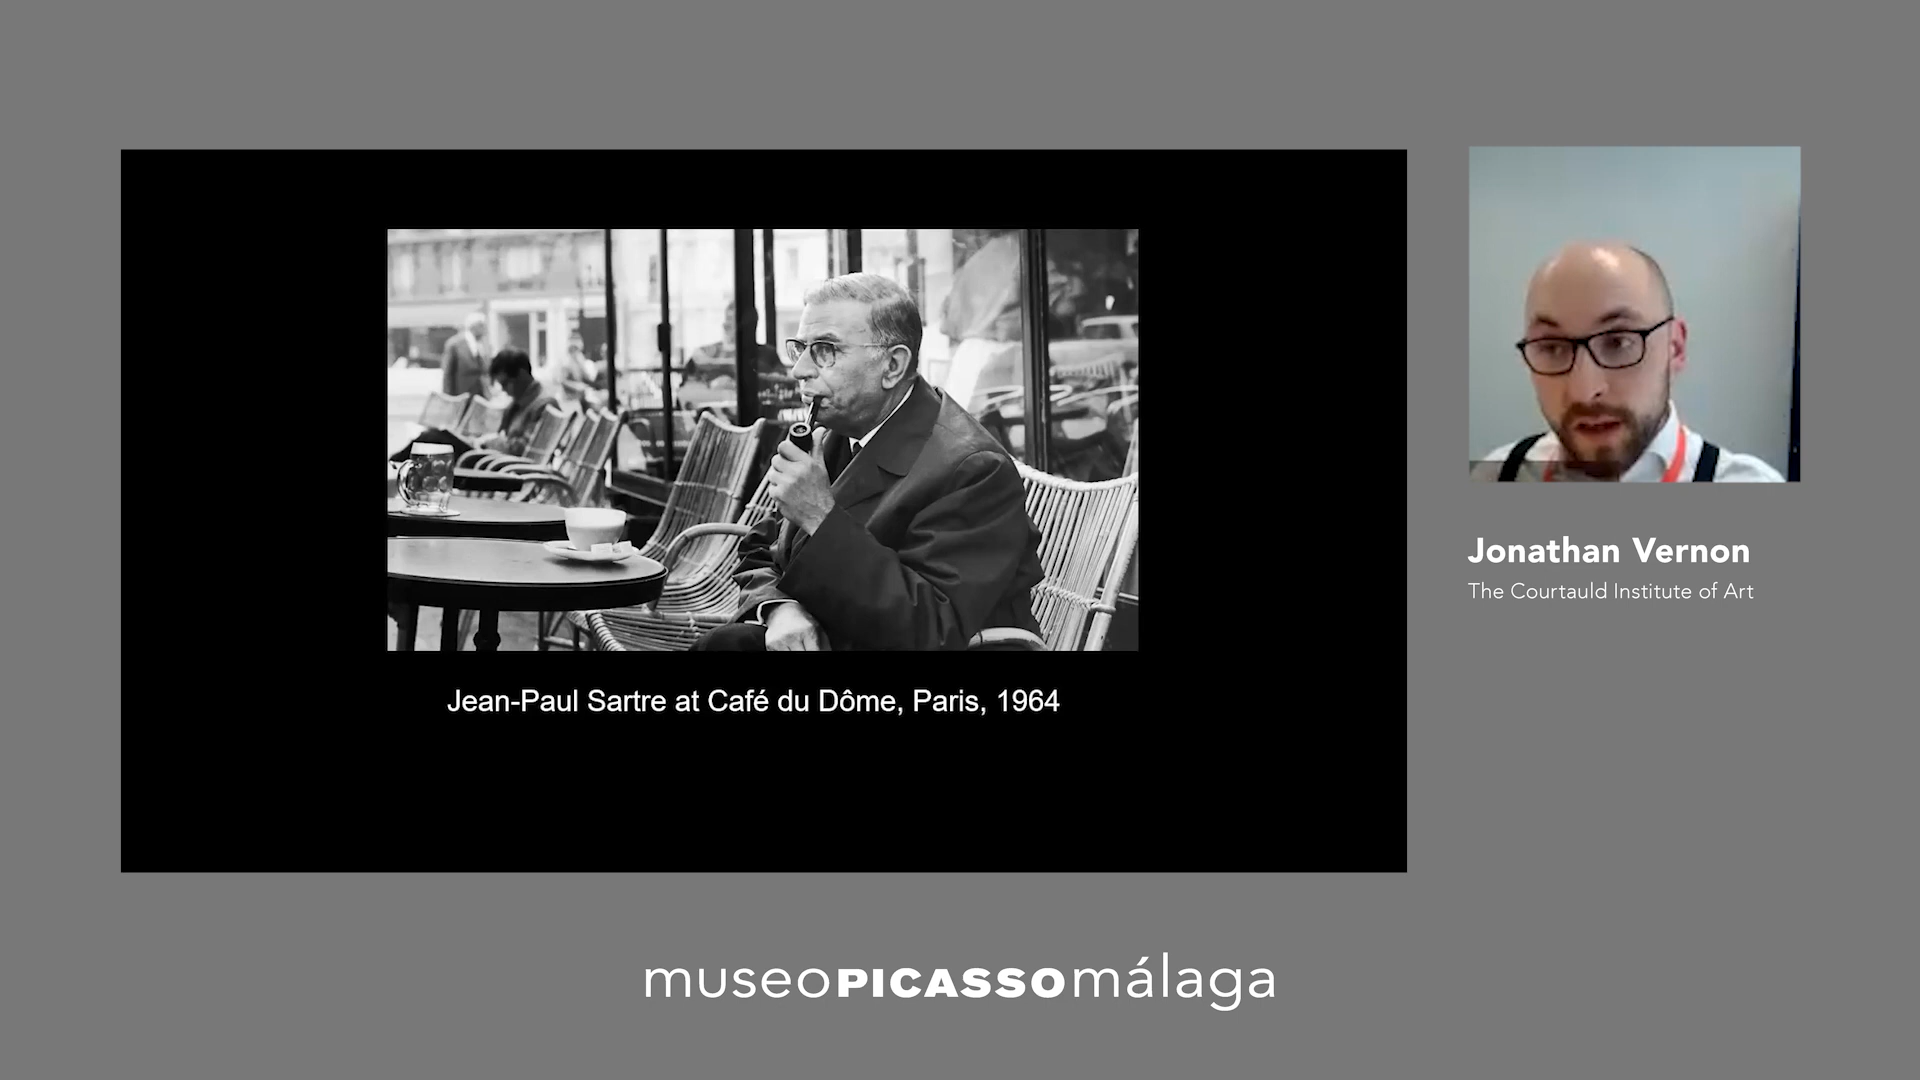 Jean-Paul Sartre at Café du Dôme, Paris, 1964
Jonathan Vernon
The Courtauld Institute of Art
museoPICASSOmálaga